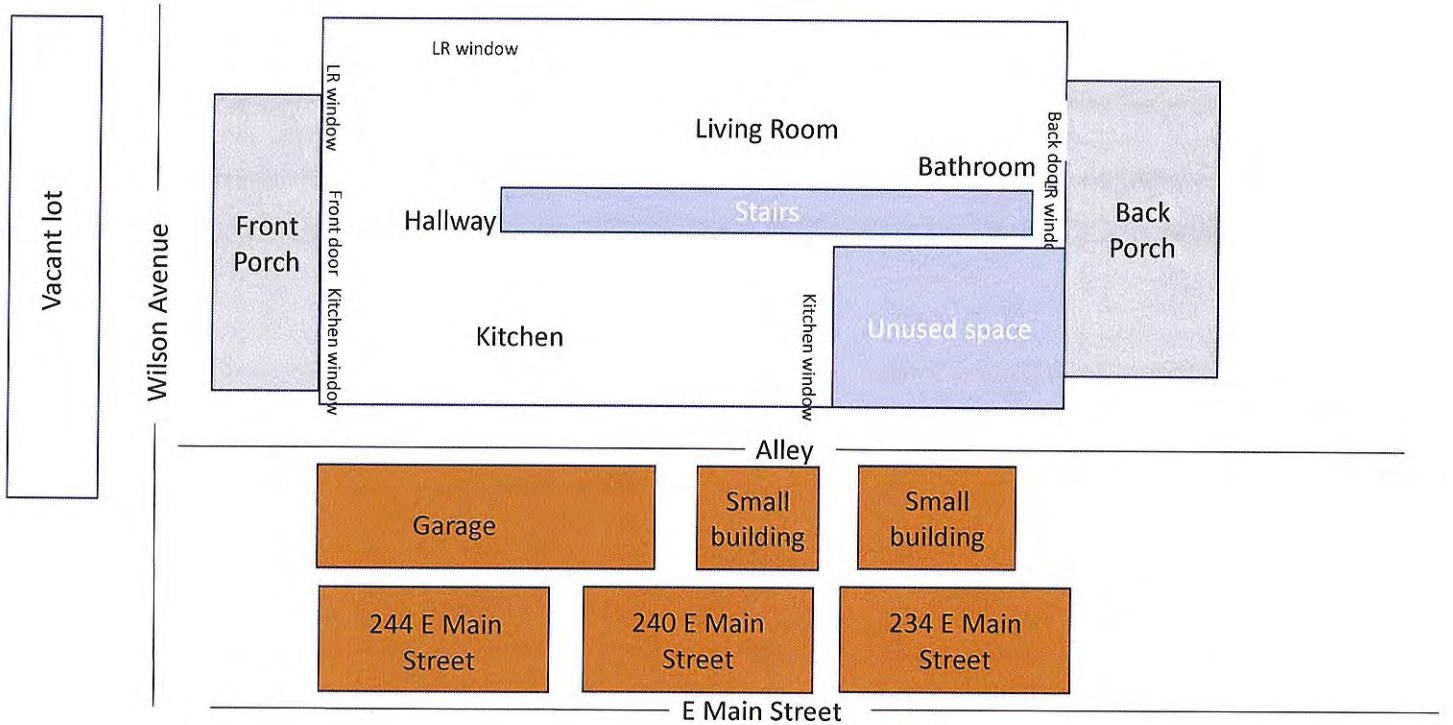 Vacant lot
Wilson Avenue
Front
Porch
LR window
LR window
Front door
Kitchen window
Living Room
Bathroom
Back door
LR windo
Hallway
Stairs
Back
Porch
Kitchen
Kitchen window
Unused space
Alley
Garage
Small
building
Small
building
244 E Main
Street
240 E Main
Street
234 E Main
Street
E Main Street